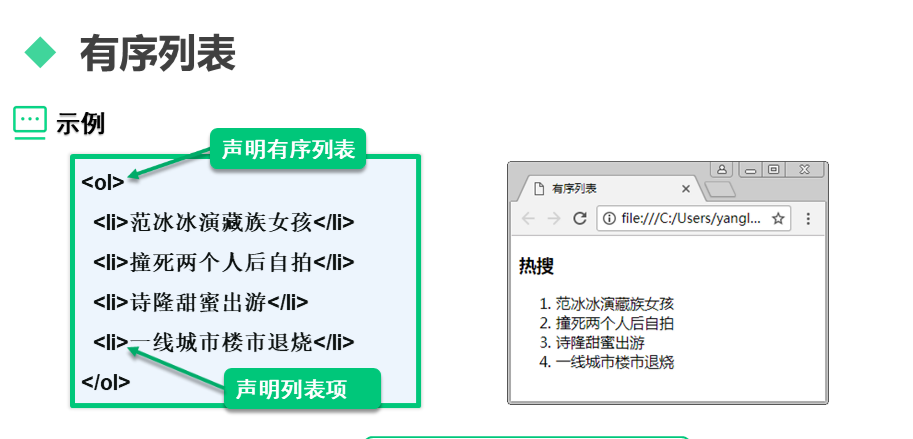 有序列表
示例
声明有序列表
<ol>
<li>范冰冰演藏族女孩</li>
<li>撞死两个人后自拍</li>
<li>诗隆甜蜜出游</li>
<li>一线城市楼市退烧</li>
声明列表项
</ol>
有序列表
file:///C:/Users/yangl...
热搜
1. 范冰冰演藏族女孩
2. 撞死两个人后自拍
3. 诗隆甜蜜出游
4. 一线城市楼市退烧